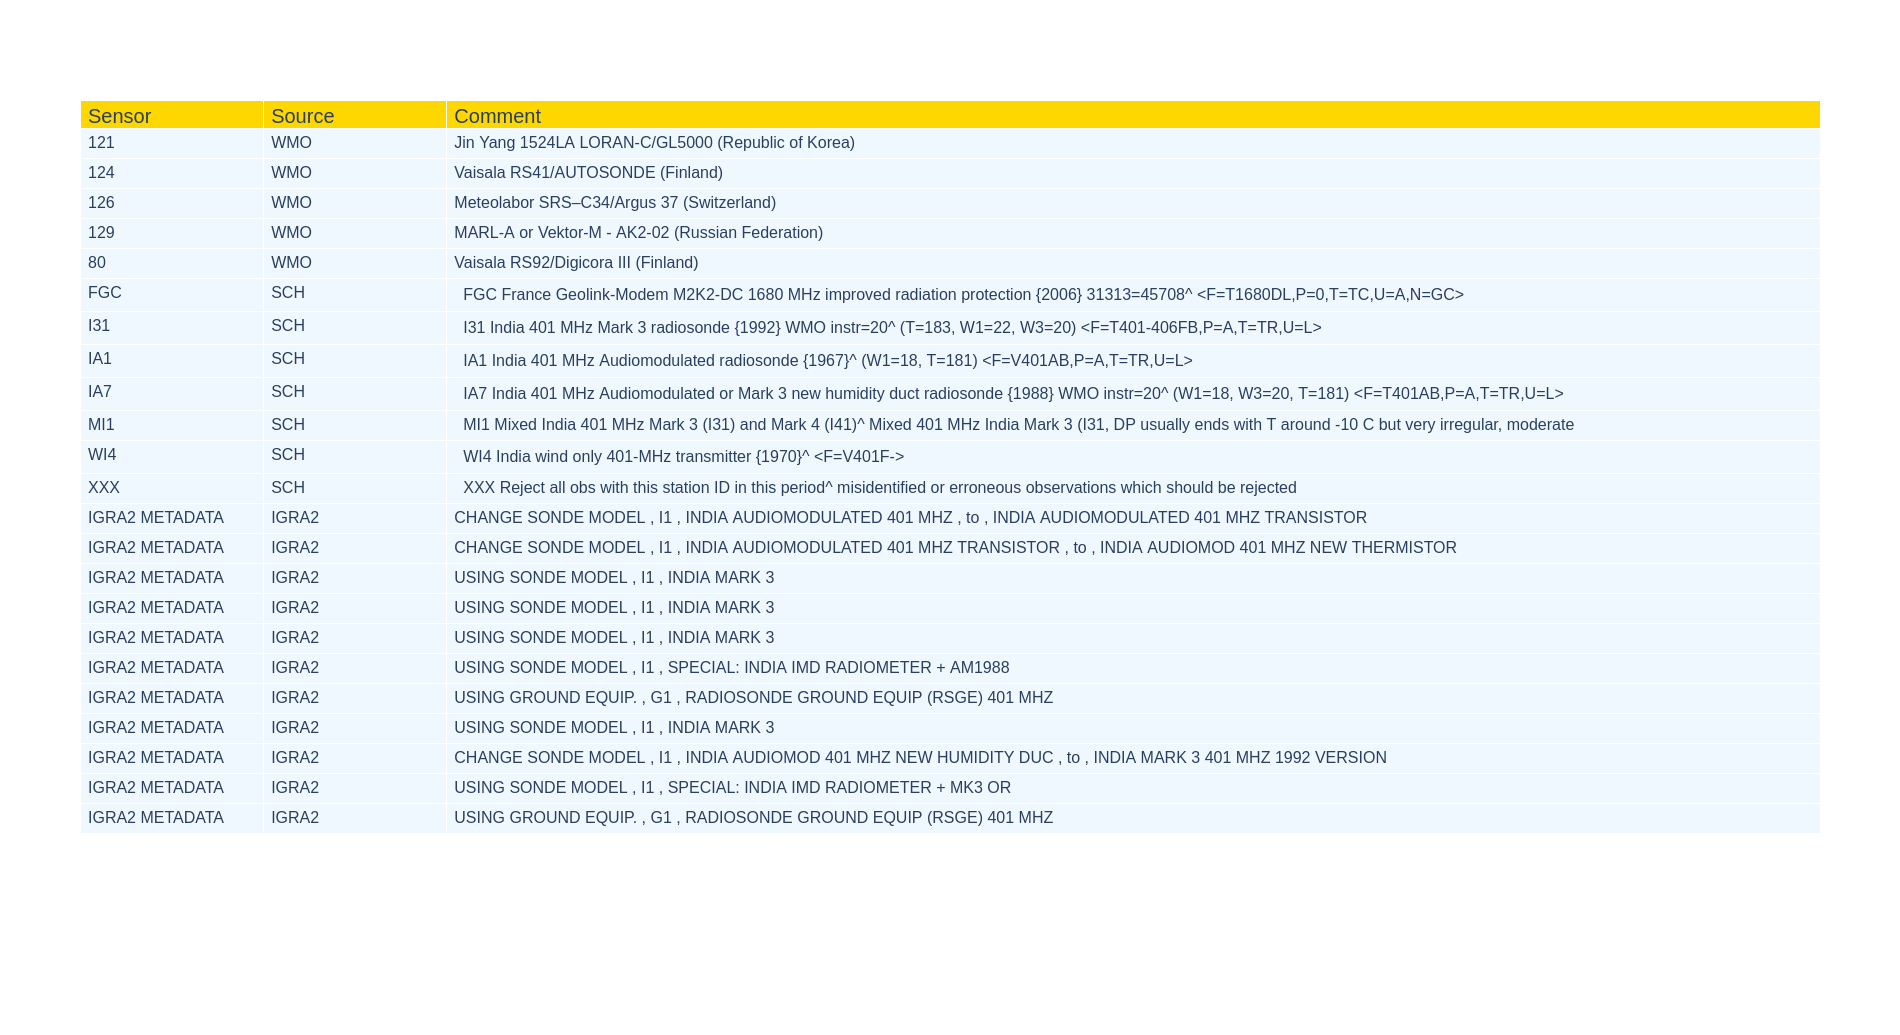 Sensor Source Comment
121 WMO Jin Yang 1524LA LORAN-C/GL5000 (Republic of Korea)
124 WMO Vaisala RS41/AUTOSONDE (Finland)
126 WMO Meteolabor SRS–C34/Argus 37 (Switzerland)
129 WMO MARL-A or Vektor-M - AK2-02 (Russian Federation)
80 WMO Vaisala RS92/Digicora III (Finland)
FGC SCH FGC France Geolink-Modem M2K2-DC 1680 MHz improved radiation protection {2006} 31313=45708^ <F=T1680DL,P=0,T=TC,U=A,N=GC>
I31 SCH I31 India 401 MHz Mark 3 radiosonde {1992} WMO instr=20^ (T=183, W1=22, W3=20) <F=T401-406FB,P=A,T=TR,U=L>
IA1 SCH IA1 India 401 MHz Audiomodulated radiosonde {1967}^ (W1=18, T=181) <F=V401AB,P=A,T=TR,U=L>
IA7 SCH IA7 India 401 MHz Audiomodulated or Mark 3 new humidity duct radiosonde {1988} WMO instr=20^ (W1=18, W3=20, T=181) <F=T401AB,P=A,T=TR,U=L>
MI1 SCH MI1 Mixed India 401 MHz Mark 3 (I31) and Mark 4 (I41)^ Mixed 401 MHz India Mark 3 (I31, DP usually ends with T around -10 C but very irregular, moderate
WI4 SCH WI4 India wind only 401-MHz transmitter {1970}^ <F=V401F->
XXX SCH XXX Reject all obs with this station ID in this period^ misidentified or erroneous observations which should be rejected
IGRA2 METADATA IGRA2 CHANGE SONDE MODEL , I1 , INDIA AUDIOMODULATED 401 MHZ , to , INDIA AUDIOMODULATED 401 MHZ TRANSISTOR
IGRA2 METADATA IGRA2 CHANGE SONDE MODEL , I1 , INDIA AUDIOMODULATED 401 MHZ TRANSISTOR , to , INDIA AUDIOMOD 401 MHZ NEW THERMISTOR
IGRA2 METADATA IGRA2 USING SONDE MODEL , I1 , INDIA MARK 3
IGRA2 METADATA IGRA2 USING SONDE MODEL , I1 , INDIA MARK 3
IGRA2 METADATA IGRA2 USING SONDE MODEL , I1 , INDIA MARK 3
IGRA2 METADATA IGRA2 USING SONDE MODEL , I1 , SPECIAL: INDIA IMD RADIOMETER + AM1988
IGRA2 METADATA IGRA2 USING GROUND EQUIP. , G1 , RADIOSONDE GROUND EQUIP (RSGE) 401 MHZ
IGRA2 METADATA IGRA2 USING SONDE MODEL , I1 , INDIA MARK 3
IGRA2 METADATA IGRA2 CHANGE SONDE MODEL , I1 , INDIA AUDIOMOD 401 MHZ NEW HUMIDITY DUC , to , INDIA MARK 3 401 MHZ 1992 VERSION
IGRA2 METADATA IGRA2 USING SONDE MODEL , I1 , SPECIAL: INDIA IMD RADIOMETER + MK3 OR
IGRA2 METADATA IGRA2 USING GROUND EQUIP. , G1 , RADIOSONDE GROUND EQUIP (RSGE) 401 MHZ